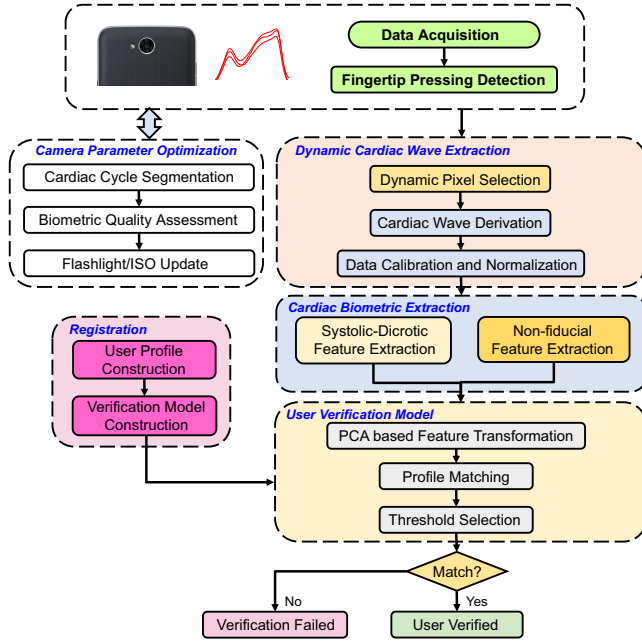 Data Acquisition
Fingertip Pressing Detection
Camera Parameter Optimization
Cardiac Cycle Segmentation
Biometric Quality Assessment
Flashlight/ISO Update
Dynamic Cardiac Wave Extraction
Dynamic Pixel Selection
Cardiac Wave Derivation
Data Calibration and Normalization
Cardiac Biometric Extraction
Systolic-Dicrotic
Feature Extraction
Non-fiducial
Feature Extraction
Registration
User Profile
Construction
Verification Model
Construction
User Verification Model
PCA based Feature Transformation
Profile Matching
Threshold Selection
Match?
No
Yes
Verification Failed
User Verified